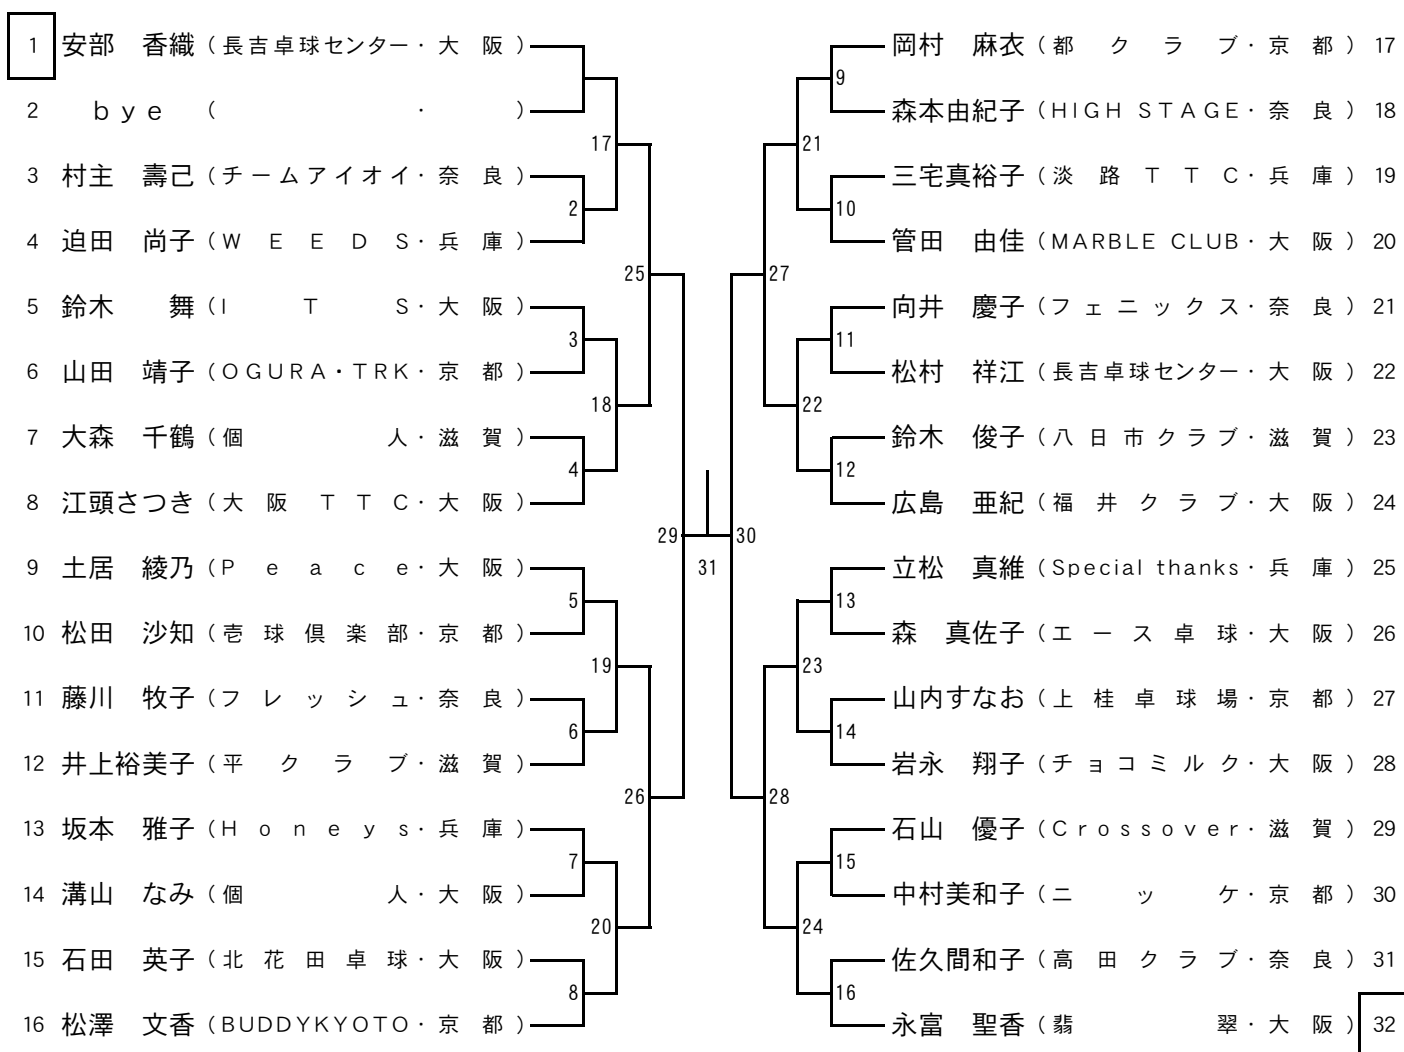 1 安部 香織 (長吉卓球センター・大 阪)
2 bye ( ・ )
3 村主 壽己 (チームアイオイ・奈 良)
4 迫田 尚子 (WEEDS・兵 庫)
5 鈴木 舞 (ITS・大 阪)
6 山田 靖子 (OGURA・TRK・京 都)
7 大森 千鶴 (個人・滋 賀)
8 江頭さつき (大阪TTC・大 阪)
9 土居 綾乃 (Peace・大 阪)
10 松田 沙知 (壱球倶楽部・京 都)
11 藤川 牧子 (フレッシュ・奈 良)
12 井上裕美子 (平クラブ・滋 賀)
13 坂本 雅子 (Honeys・兵 庫)
14 溝山 なみ (個人・大 阪)
15 石田 英子 (北花田卓球・大 阪)
16 松澤 文香 (BUDDYKYOTO・京 都)
17
2
25
3
18
4
29
5
19
6
26
7
20
8
31
岡村 麻衣 (都クラブ・京 都) 17
森本由紀子 (HIGH STAGE・奈 良) 18
三宅真裕子 (淡路TTC・兵 庫) 19
管田 由佳 (MARBLE CLUB・大 阪) 20
向井 慶子 (フェニックス・奈 良) 21
松村 祥江 (長吉卓球センター・大 阪) 22
鈴木 俊子 (八日市クラブ・滋 賀) 23
広島 亜紀 (福井クラブ・大 阪) 24
立松 真維 (Special thanks・兵 庫) 25
森 真佐子 (エース卓球・大 阪) 26
山内すなお (上桂卓球場・京 都) 27
岩永 翔子 (チョコミルク・大 阪) 28
石山 優子 (Crossover・滋 賀) 29
中村美和子 (ニッケ・京 都) 30
佐久間和子 (高田クラブ・奈 良) 31
永富 聖香 (翡翠・大 阪) 32
9
21
10
27
11
22
12
30
13
23
14
28
15
24
16